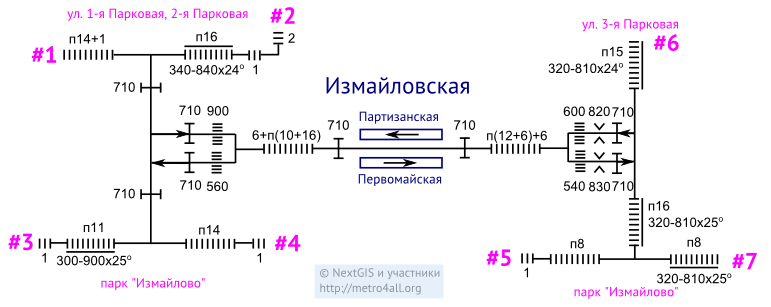 ул. 1-я Парковая, 2-я Парковая
#2
ул. 3-я Парковая
#1
п14+1
п16
2
340-840x24°
1
#6
п15
320-810x24°
710
Измайловская
710
900
600
820
710
Партизанская
6+п(10+16)
710
710
п(12+6)+6
Первомайская
710
560
540
830
710
710
п16
320-810x25°
#3
п11
п14
#4
1
300-900x25°
1
парк "Измайлово"
#5
п8
п8
#7
1
320-810x25°
парк "Измайлово"
© NextGIS и участники
http://metro4all.org